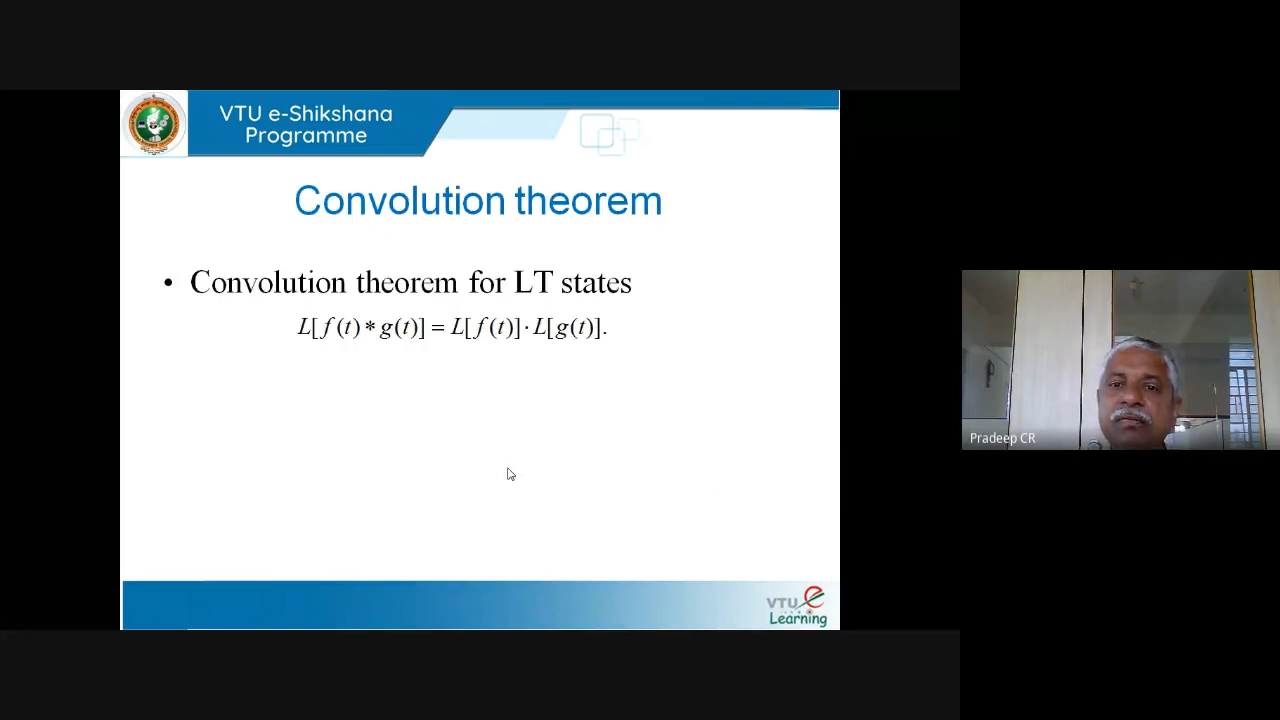 VTU e-Shikshana
Programme
Convolution theorem
• Convolution theorem for LT states
L[f(t)*g(t)] = L[f(t)]·L[g(t)].
Pradeep CR
VTU e
Learning